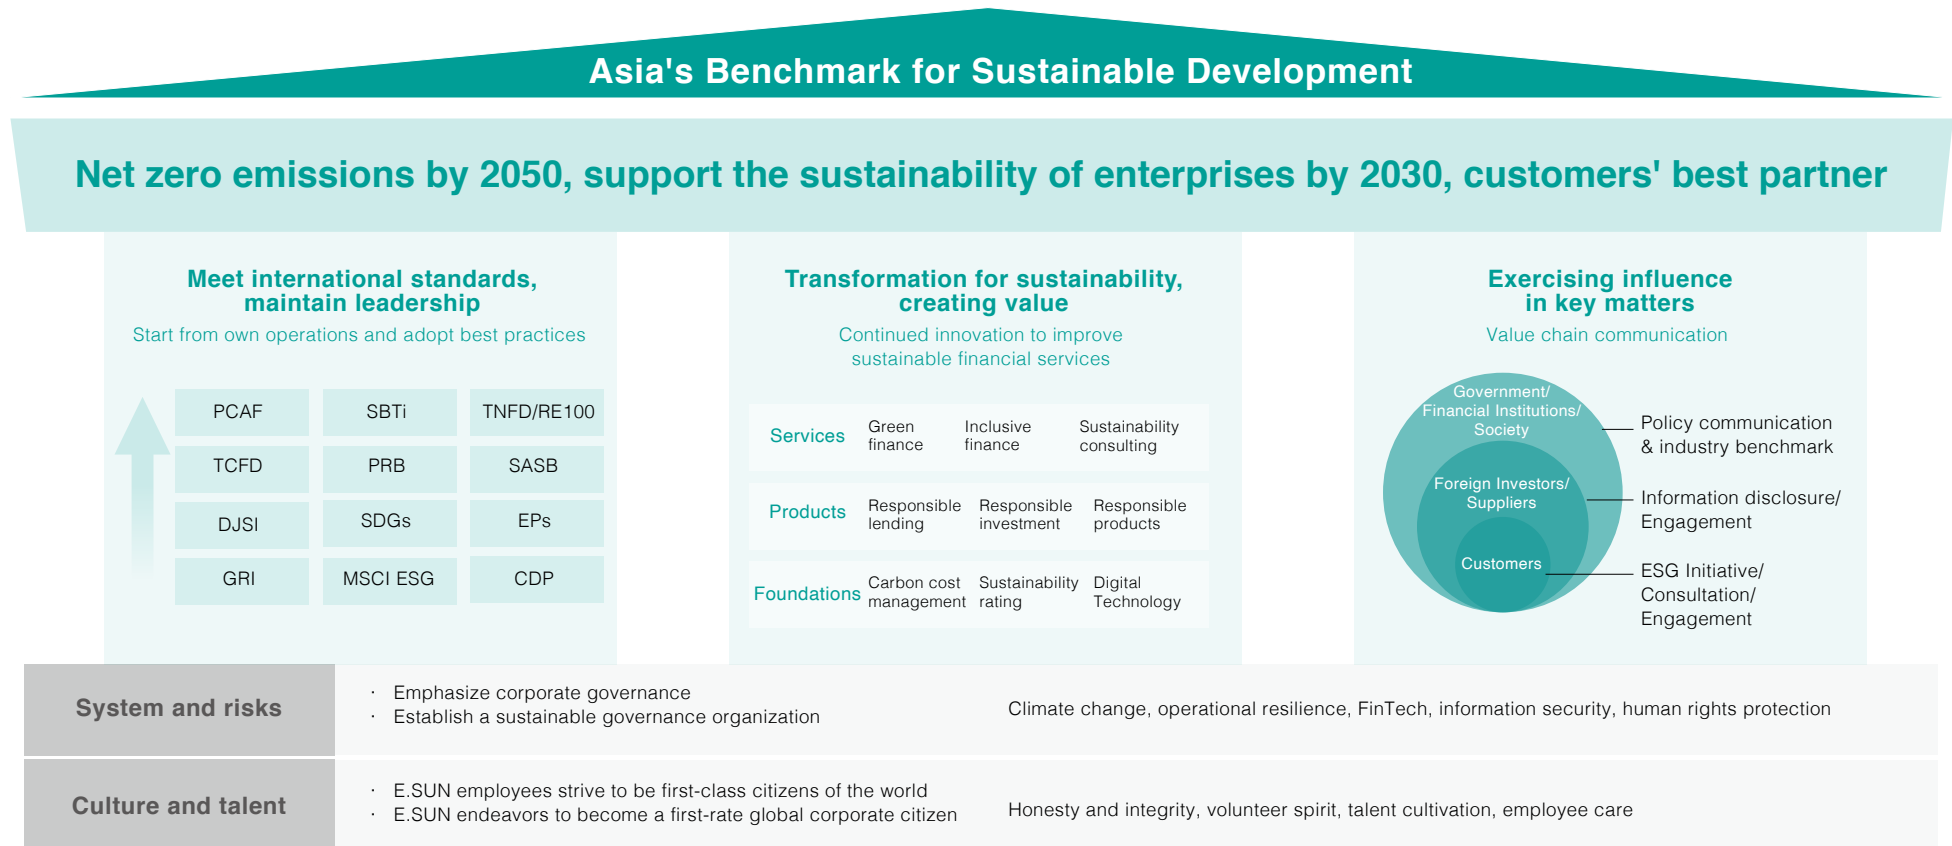 Asia's Benchmark for Sustainable Development
Net zero emissions by 2050, support the sustainability of enterprises by 2030, customers' best partner
Meet international standards,
maintain leadership
Start from own operations and adopt best practices
PCAF
SBTi
TNFD/RE100
TCFD
PRB
SASB
DJSI
SDGs
EPs
GRI
MSCI ESG
CDP
Transformation for sustainability,
creating value
Continued innovation to improve
sustainable financial services
Services
Green
finance
Inclusive
finance
Sustainability
consulting
Products
Responsible
lending
Responsible
investment
Responsible
products
Foundations
Carbon cost
management
Sustainability
rating
Digital
Technology
Exercising influence
in key matters
Value chain communication
Government/
Financial Institutions/
Society
Policy communication
& industry benchmark
Foreign Investors/
Suppliers
Information disclosure/
Engagement
Customers
ESG Initiative/
Consultation/
Engagement
System and risks
· Emphasize corporate governance
· Establish a sustainable governance organization
Climate change, operational resilience, FinTech, information security, human rights protection
Culture and talent
· E.SUN employees strive to be first-class citizens of the world
· E.SUN endeavors to become a first-rate global corporate citizen
Honesty and integrity, volunteer spirit, talent cultivation, employee care